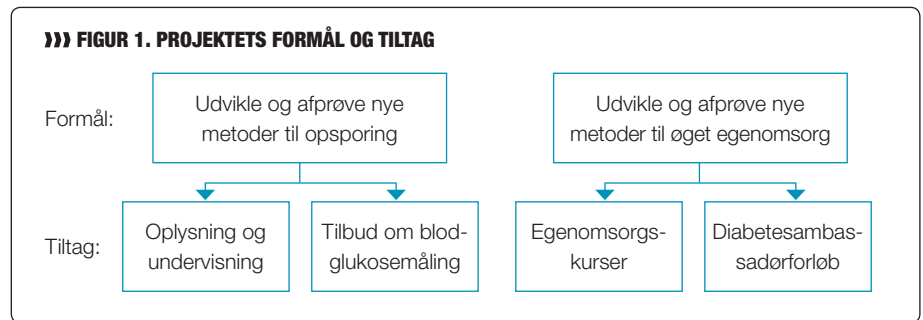 ))) FIGUR 1. PROJEKTETS FORMÅL OG TILTAG
Formål:
Udvikle og afprøve nye
metoder til opsporing
Udvikle og afprøve nye
metoder til øget egenomsorg
Tiltag:
Oplysning og
undervisning
Tilbud om blod-
glukosemåling
Egenomsorgs-
kurser
Diabetesambas-
sadørforløb